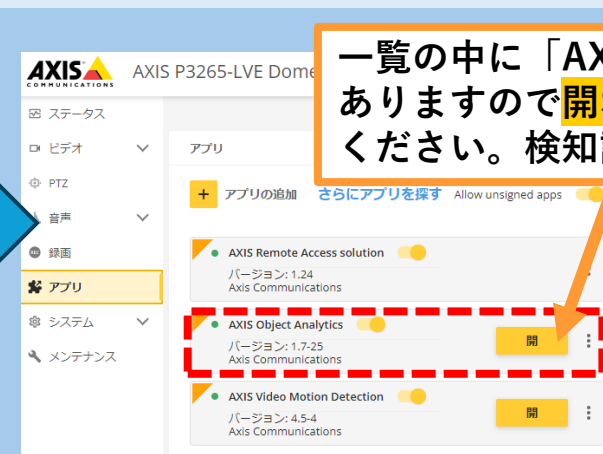 AXIS
COMMUNICATIONS
AXIS P3265-LVE Dome
一覧の中に「AX
ありますので開
ください。検知
ステータス
ビデオ
PTZ
音声
録画
アプリ
システム
メンテナンス
アプリ
+ アプリの追加 さらにアプリを探す Allow unsigned apps
AXIS Remote Access solution
バージョン: 1.24
Axis Communications
AXIS Object Analytics
バージョン: 1.7-25
Axis Communications
開
AXIS Video Motion Detection
バージョン: 4.5-4
Axis Communications
開